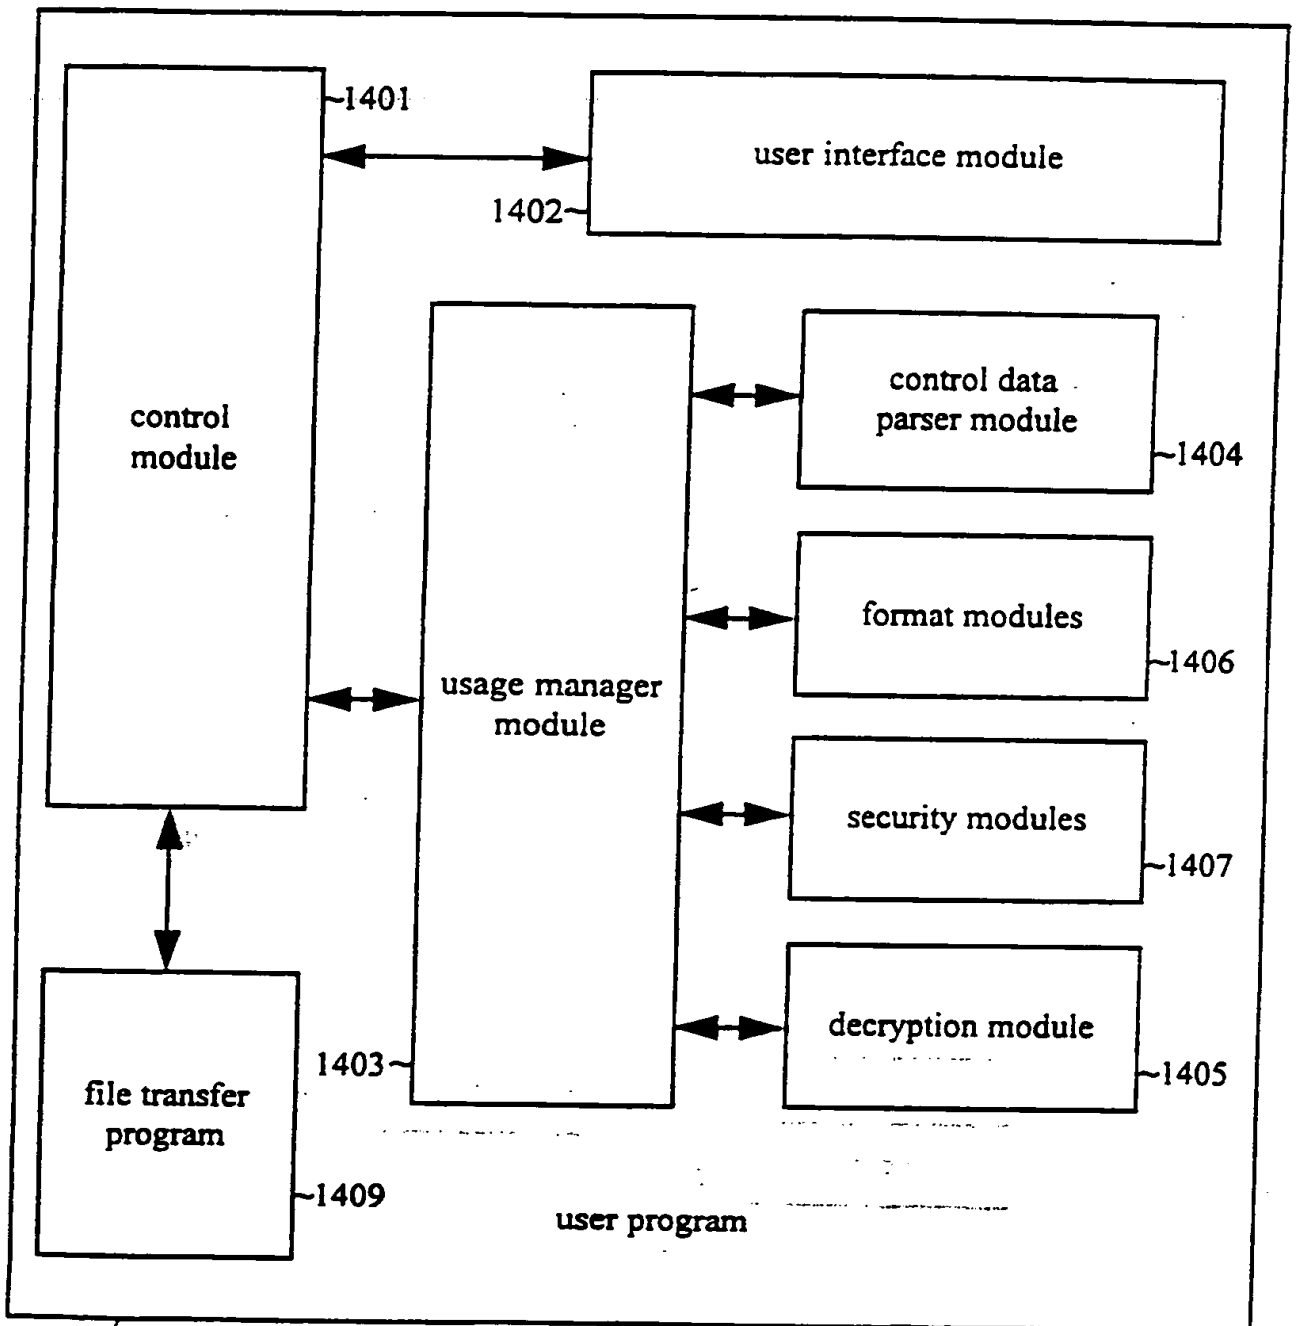 1401
user interface module
1402
control
module
control data
parser module
1404
format modules
1406
usage manager
module
security modules
1407
decryption module
1403
1405
file transfer
program
1409
user program